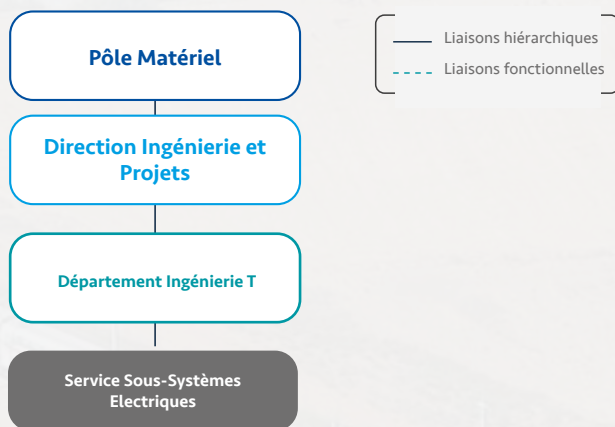 Pôle Matériel
Liaisons hiérarchiques
Liaisons fonctionnelles
Direction Ingénierie et
Projets
Département Ingénierie T
Service Sous-Systèmes
Electriques